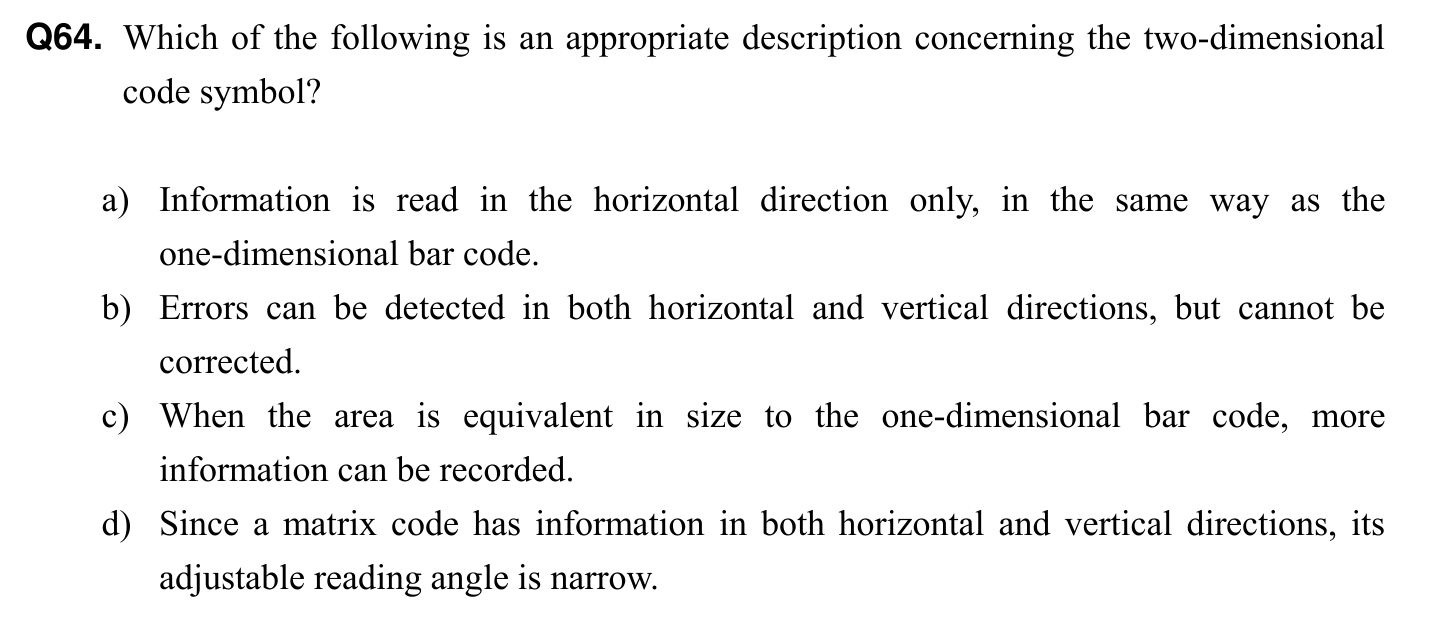 Q64. Which of the following is an appropriate description concerning the two-dimensional
code symbol?
a) Information is read in the horizontal direction only, in the same way as the
one-dimensional bar code.
b) Errors can be detected in both horizontal and vertical directions, but cannot be
corrected.
c) When the area is equivalent in size to the one-dimensional bar code, more
information can be recorded.
d) Since a matrix code has information in both horizontal and vertical directions, its
adjustable reading angle is narrow.